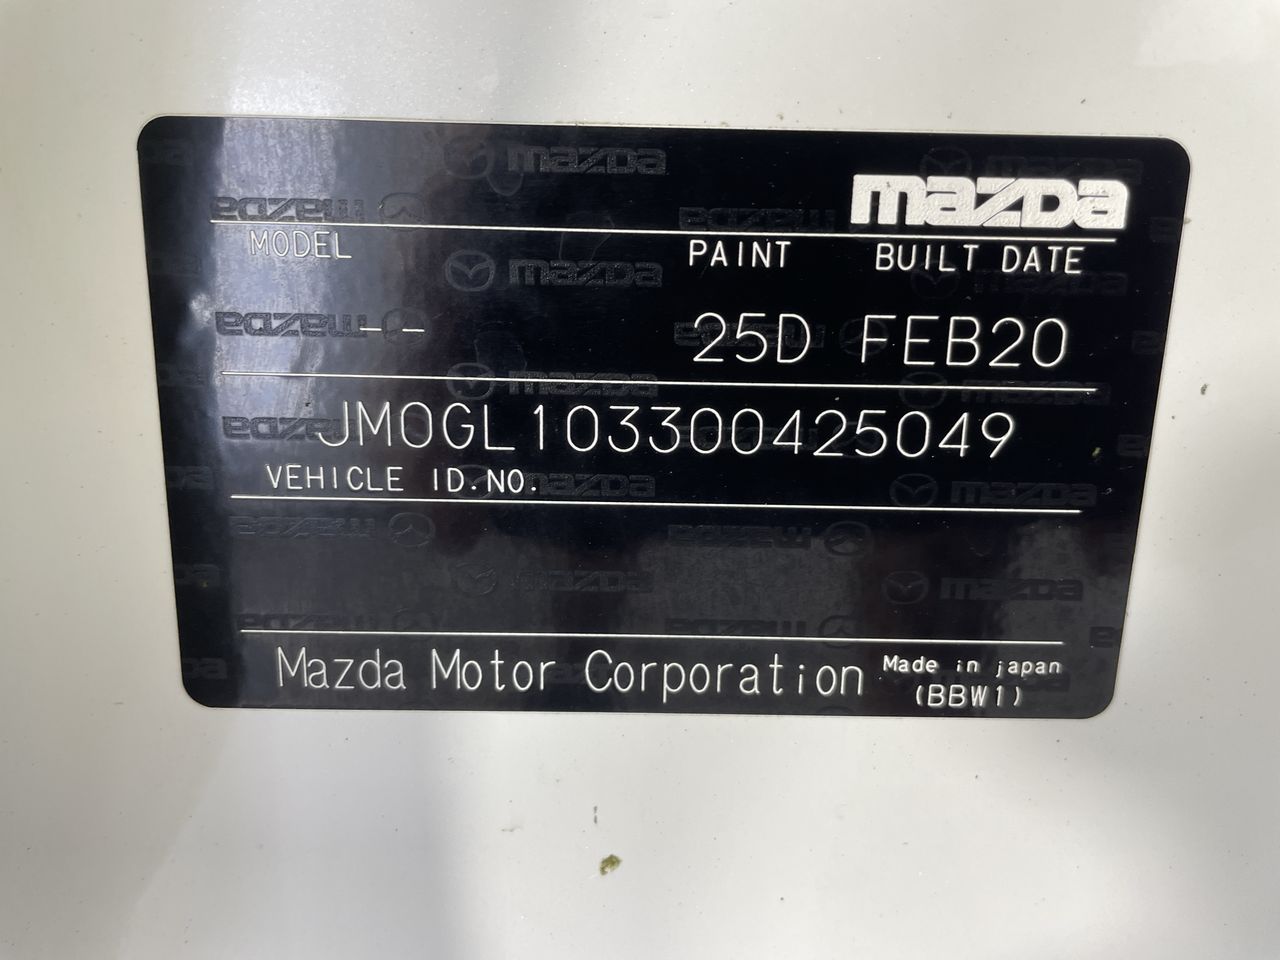 mazda
MODEL PAINT BUILT DATE
-- 25D FEB20
JM0GL103300425049
VEHICLE ID.NO.
Mazda Motor Corporation Made in japan
(BBW1)